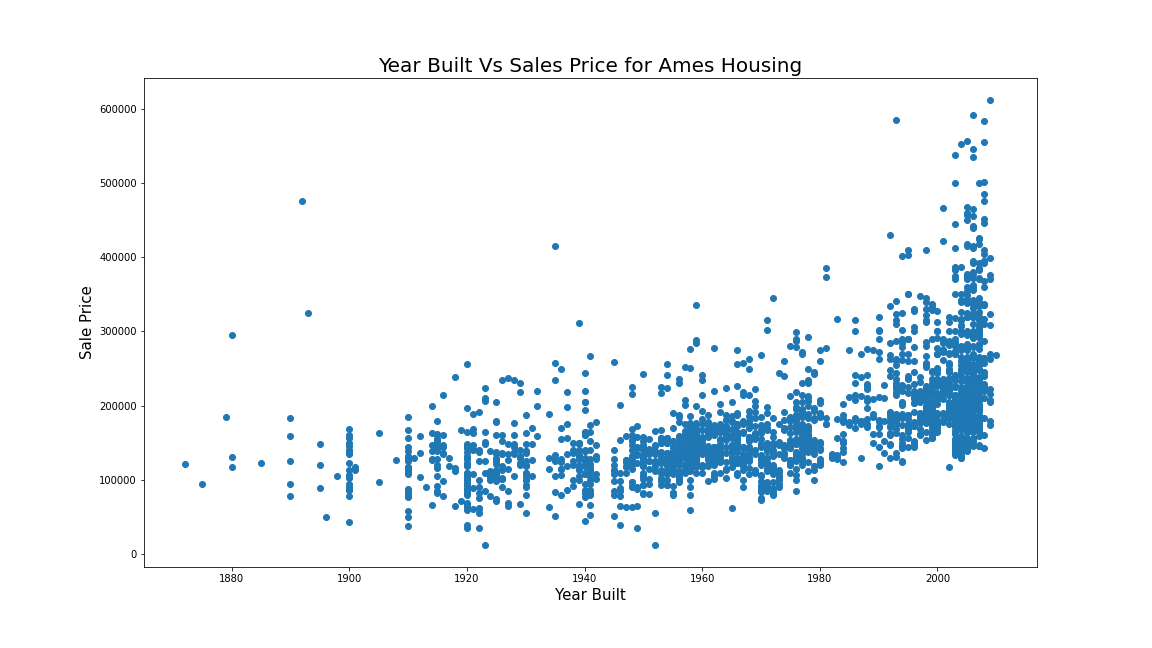 Year Built Vs Sales Price for Ames Housing
600000
500000
400000
300000
200000
100000
0
Sale Price
1880 1900 1920 1940 1960 1980 2000
Year Built